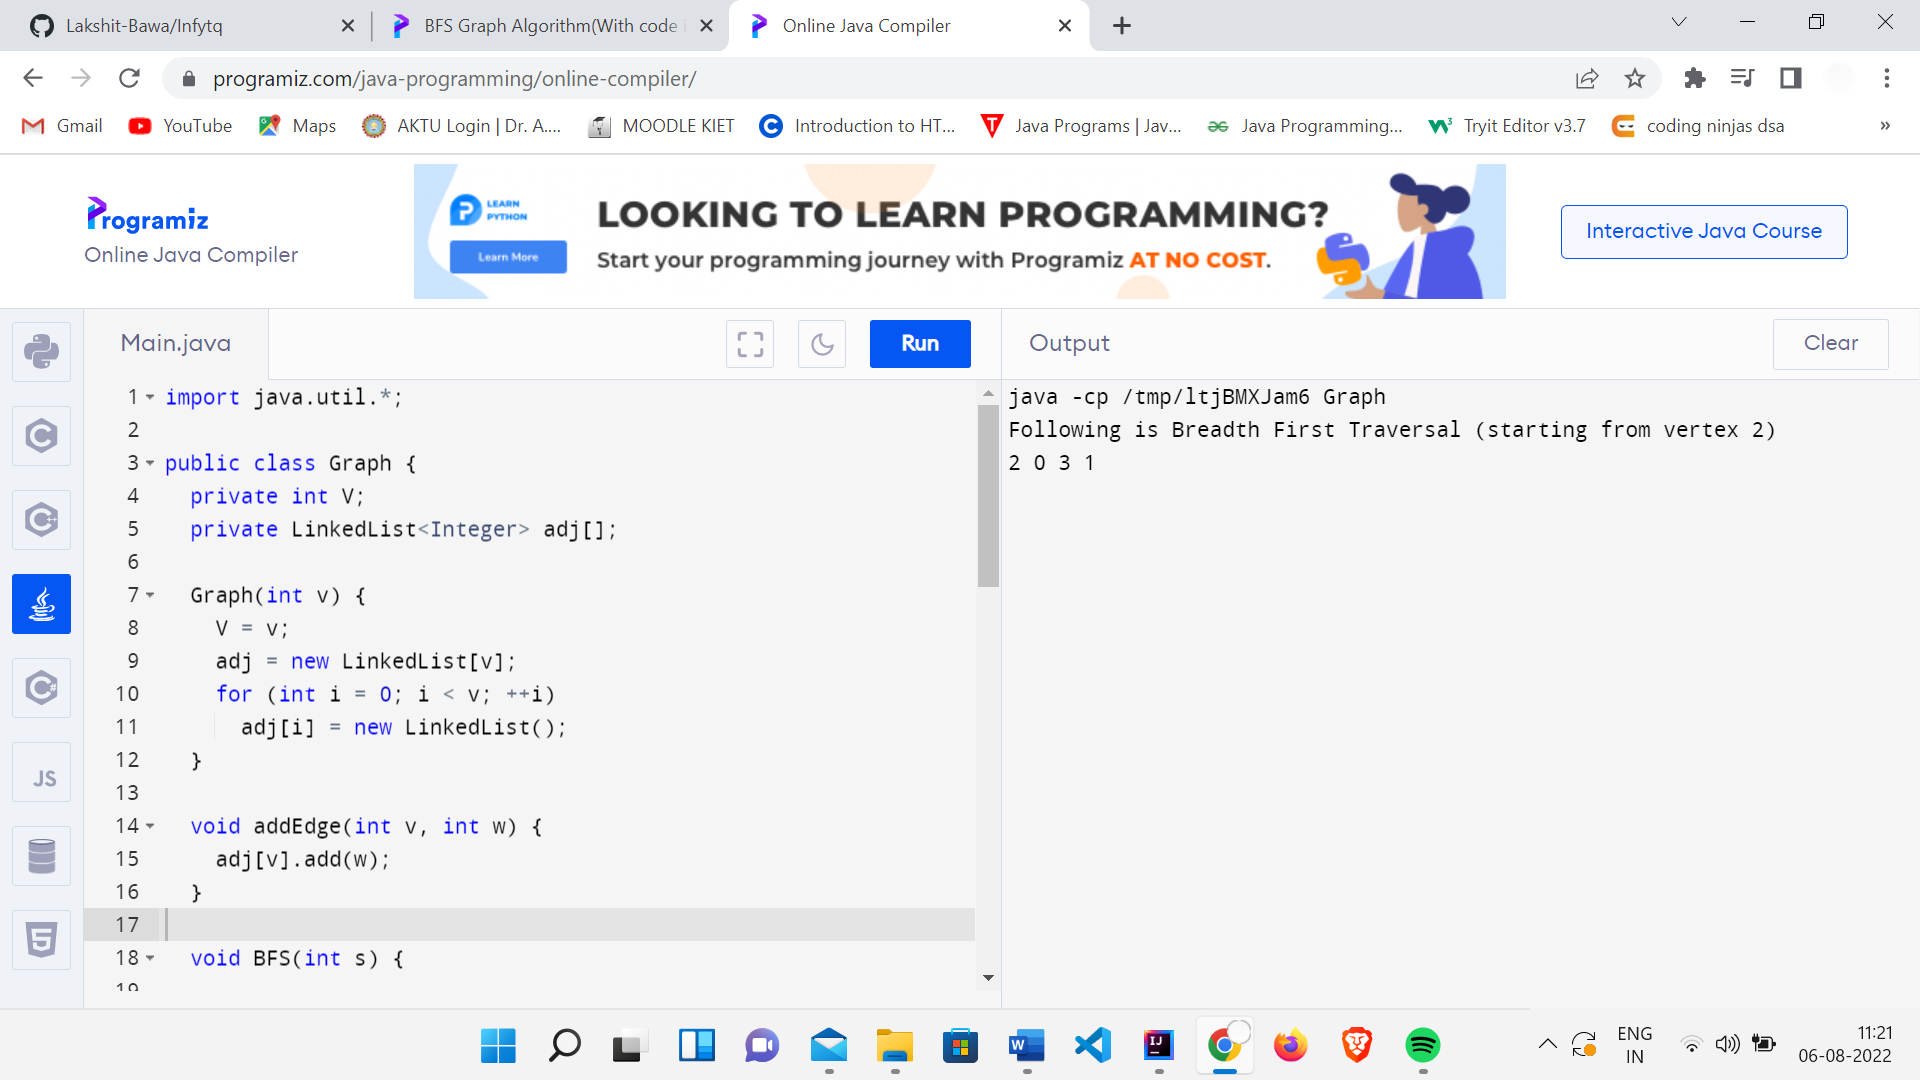 Lakshit-Bawa/Infytq
BFS Graph Algorithm(With code i
Online Java Compiler
programiz.com/java-programming/online-compiler/
Gmail
YouTube
Maps
AKTU Login | Dr. A....
MOODLE KIET
Introduction to HT...
Java Programs | Jav...
Java Programming...
Tryit Editor v3.7
coding ninjas dsa
»
Programiz
Online Java Compiler
LEARN
PYTHON
Learn More
LOOKING TO LEARN PROGRAMMING?
Start your programming journey with Programiz AT NO COST.
Interactive Java Course
Main.java
Run
Output
Clear
1 import java.util.*;
2
3 public class Graph {
4 private int V;
5 private LinkedList<Integer> adj[];
6
7 Graph(int v) {
8 V = v;
9 adj = new LinkedList[v];
10 for (int i = 0; i < v; ++i)
11 adj[i] = new LinkedList();
12 }
13
14 void addEdge(int v, int w) {
15 adj[v].add(w);
16 }
17
18 void BFS(int s) {
19
java -cp /tmp/ltjBMXJam6 Graph
Following is Breadth First Traversal (starting from vertex 2)
2 0 3 1
JS
ENG
IN
11:21
06-08-2022